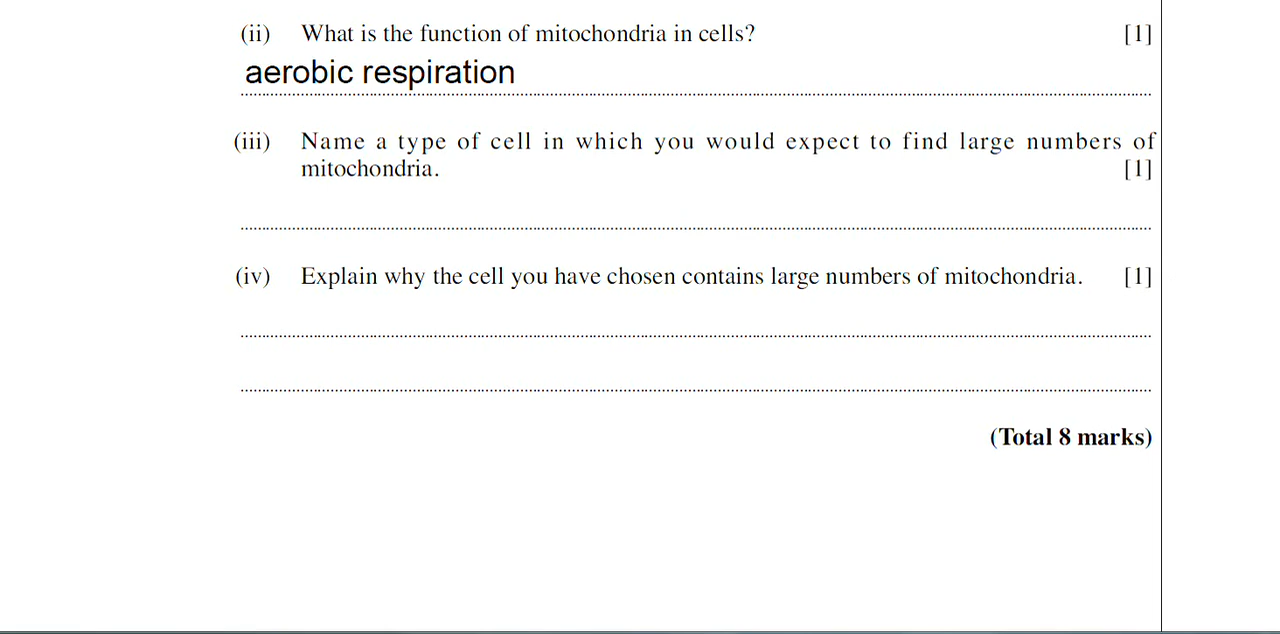 (ii) What is the function of mitochondria in cells? [1]
aerobic respiration
(iii) Name a type of cell in which you would expect to find large numbers of
mitochondria. [1]
(iv) Explain why the cell you have chosen contains large numbers of mitochondria. [1]
(Total 8 marks)